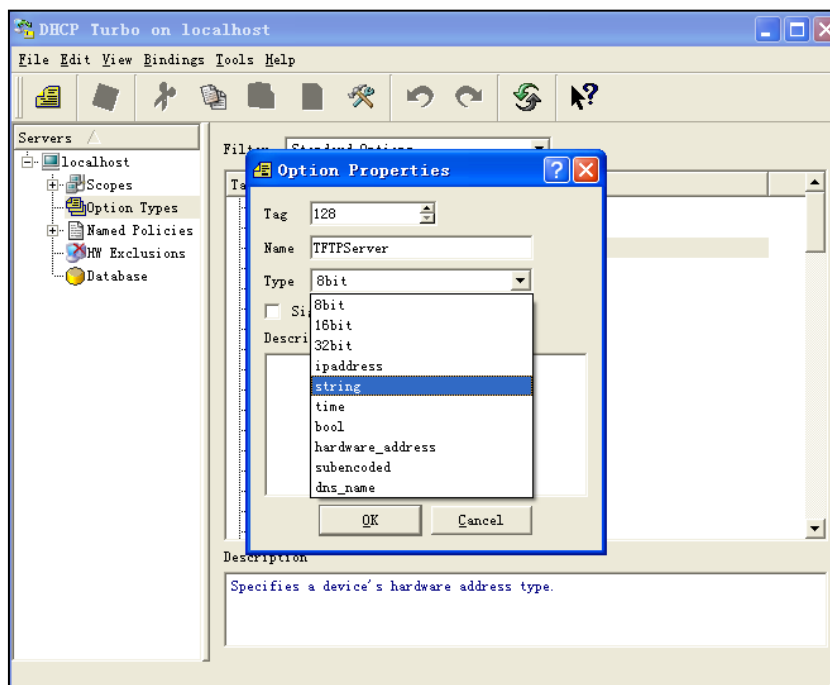 DHCP Turbo on localhost
File Edit View Bindings Tools Help
Servers
localhost
Scopes
Option Types
Named Policies
HW Exclusions
Database
Option Properties
Tag 128
Name TFTPServer
Type 8bit
8bit
16bit
32bit
ipaddress
string
time
bool
hardware_address
subencoded
dns_name
OK Cancel
Description
Specifies a device's hardware address type.